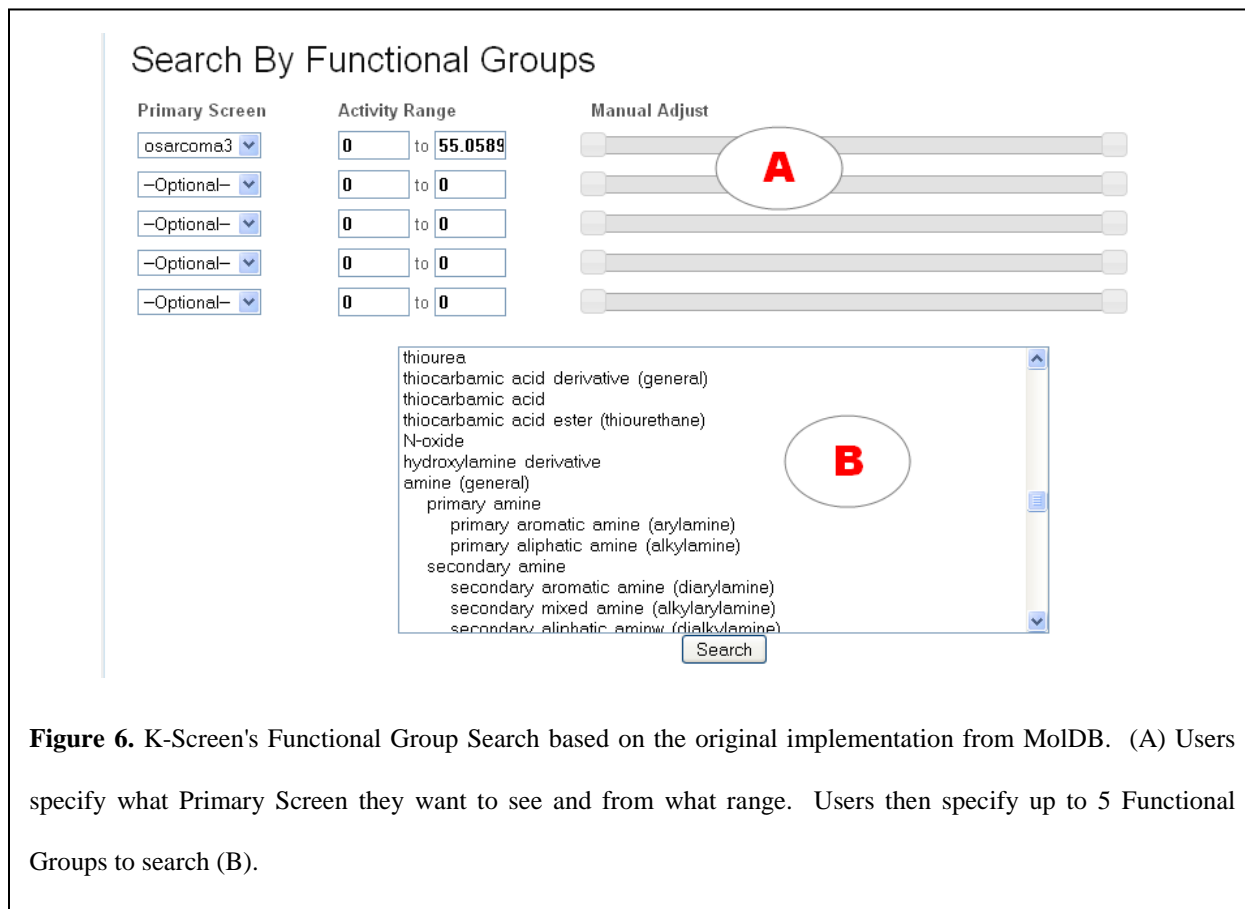 Search By Functional Groups
Primary Screen Activity Range Manual Adjust
osarcoma3 0 to 55.0589
A
--Optional-- 0 to 0
--Optional-- 0 to 0
--Optional-- 0 to 0
--Optional-- 0 to 0
thiourea
thiocarbamic acid derivative (general)
thiocarbamic acid
thiocarbamic acid ester (thiourethane)
N-oxide
B
hydroxylamine derivative
amine (general)
primary amine
primary aromatic amine (arylamine)
primary aliphatic amine (alkylamine)
secondary amine
secondary aromatic amine (diarylamine)
secondary mixed amine (alkylarylamine)
secondary aliphatic aminw (dialkylamine)
Search
Figure 6. K-Screen's Functional Group Search based on the original implementation from MolDB. (A) Users
specify what Primary Screen they want to see and from what range. Users then specify up to 5 Functional
Groups to search (B).